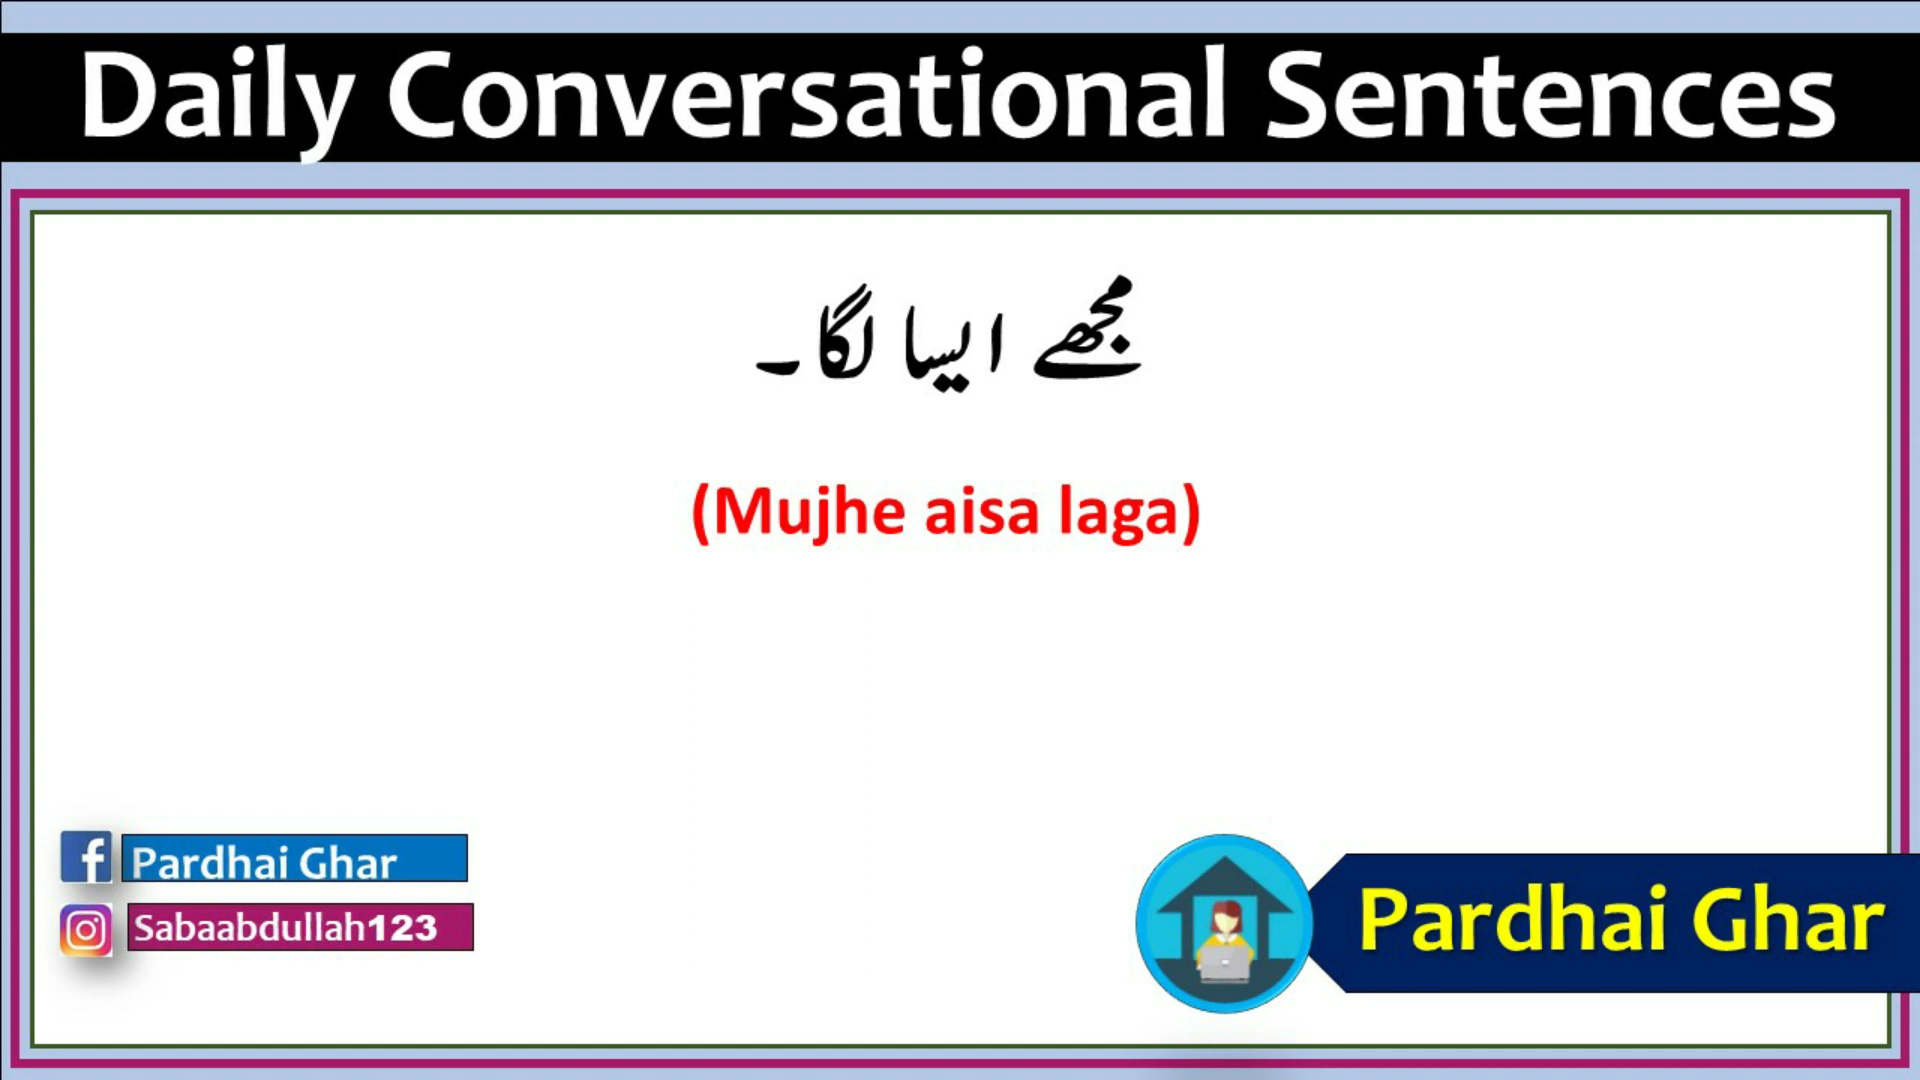 Daily Conversational Sentences
مجھے ایسا لگا۔
(Mujhe aisa laga)
Pardhai Ghar
Sabaabdullah123
Pardhai Ghar